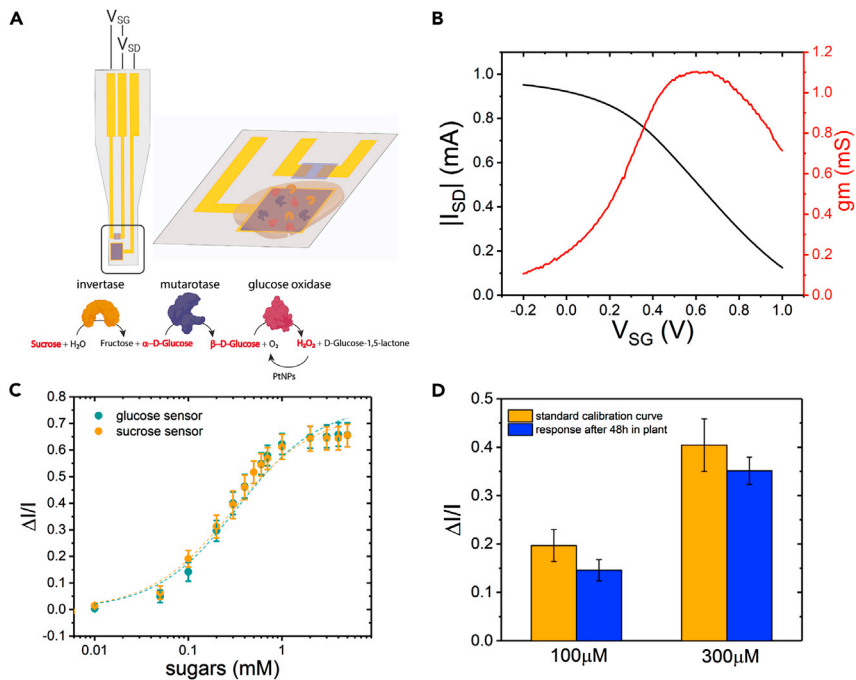 A
V_SG
V_SD
invertase
mutarotase
glucose oxidase
Sucrose + H₂O
Fructose + α–D-Glucose
β–D-Glucose + O₂
H₂O₂ + D-Glucose-1,5-lactone
PtNPs
B
|I_SD| (mA)
1.0
0.8
0.6
0.4
0.2
0.0
gm (mS)
1.2
1.0
0.8
0.6
0.4
0.2
0.0
-0.2 0.0 0.2 0.4 0.6 0.8 1.0
V_SG (V)
C
ΔI/I
0.8
0.7
0.6
0.5
0.4
0.3
0.2
0.1
0.0
-0.1
glucose sensor
sucrose sensor
0.01 0.1 1
sugars (mM)
D
ΔI/I
0.5
0.4
0.3
0.2
0.1
0.0
standard calibration curve
response after 48h in plant
100μM 300μM